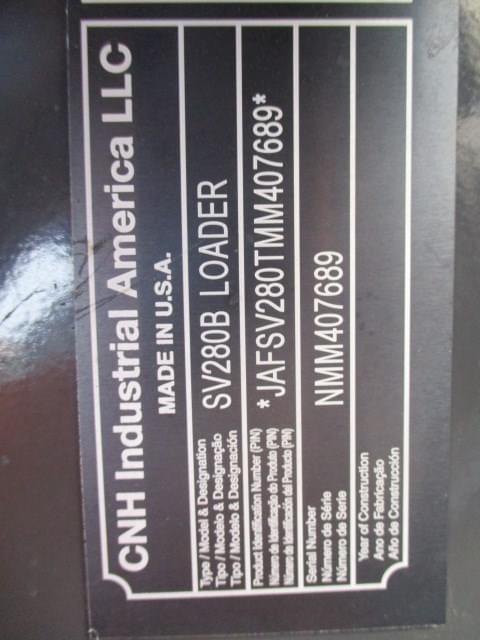 CNH Industrial America LLC
MADE IN U.S.A.
Type / Model & Designation
Tipo / Modelo & Designação
Tipo / Modelo & Designación
SV280B LOADER
Product Identification Number (PIN)
Número de Identificação do Produto (PIN)
Número de Identificación del Producto (PIN)
*JAFSV280TMM407689*
Serial Number
Número de Série
Número de Serie
NMM407689
Year of Construction
Ano de Fabricação
Año de Construcción